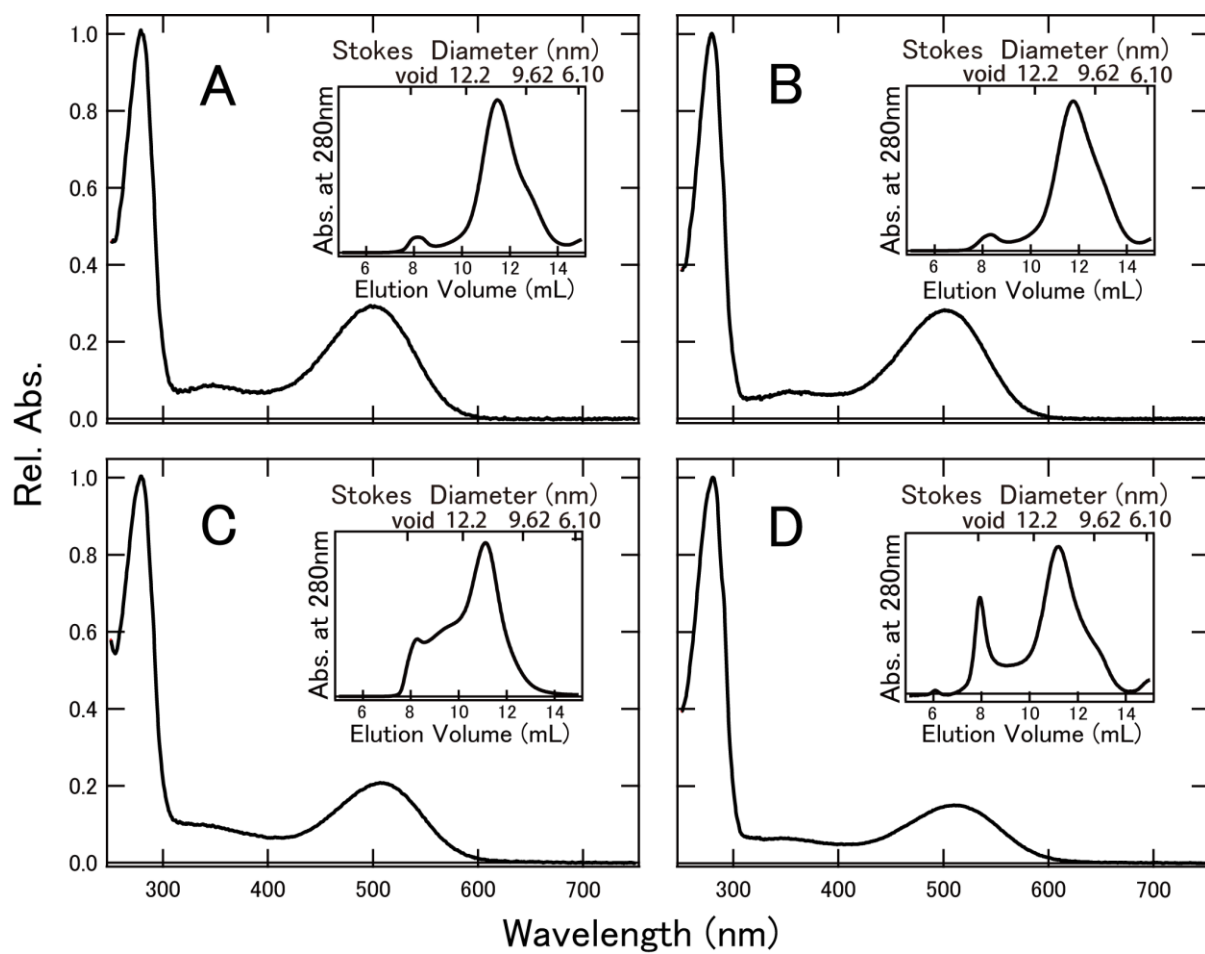 Rel. Abs.
1.0
0.8
0.6
0.4
0.2
0.0
A
Stokes Diameter (nm)
void 12.2 9.62 6.10
Abs. at 280nm
6 8 10 12 14
Elution Volume (mL)
B
Stokes Diameter (nm)
void 12.2 9.62 6.10
Abs. at 280nm
6 8 10 12 14
Elution Volume (mL)
1.0
0.8
0.6
0.4
0.2
0.0
C
Stokes Diameter (nm)
void 12.2 9.62 6.10
Abs. at 280nm
6 8 10 12 14
Elution Volume (mL)
D
Stokes Diameter (nm)
void 12.2 9.62 6.10
Abs. at 280nm
6 8 10 12 14
Elution Volume (mL)
300 400 500 600 700
300 400 500 600 700
Wavelength (nm)